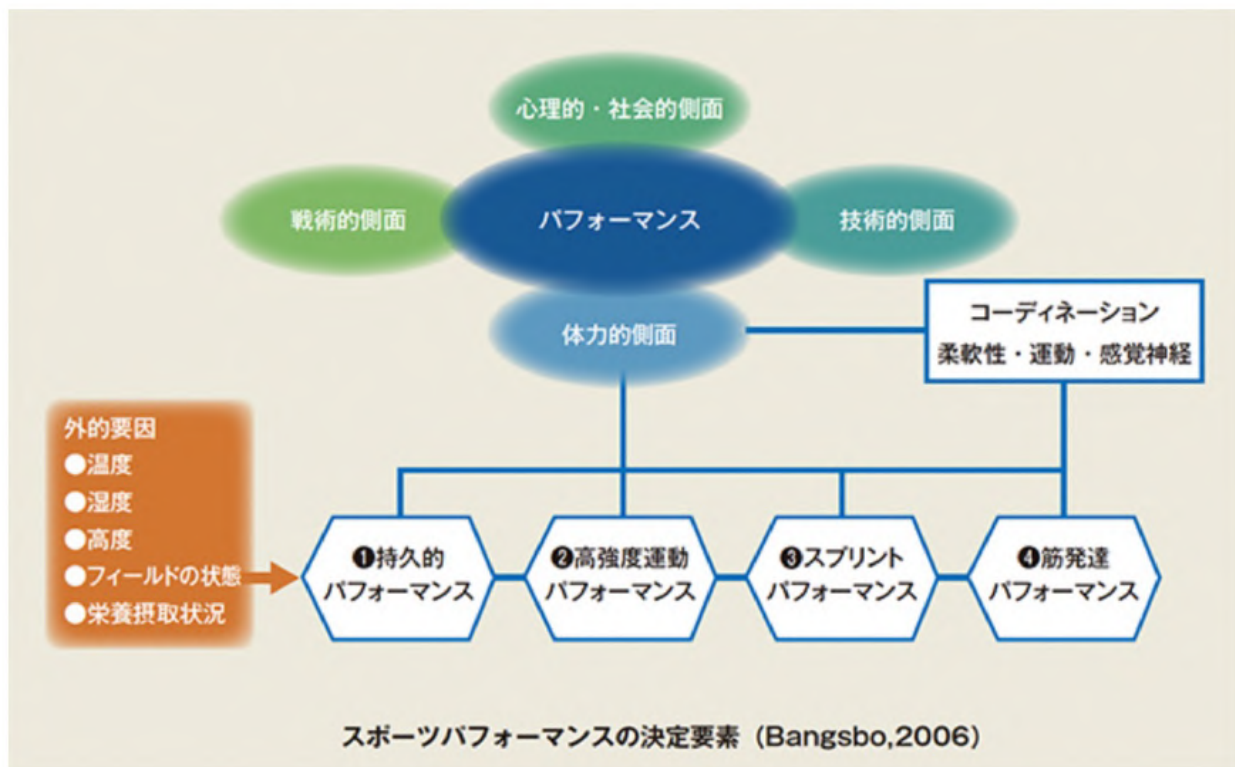 心理的・社会的側面
戦術的側面
パフォーマンス
技術的側面
体力的側面
コーディネーション
柔軟性・運動・感覚神経
外的要因
●温度
●湿度
●高度
●フィールドの状態
●栄養摂取状況
❶持久的
パフォーマンス
❷高強度運動
パフォーマンス
❸スプリント
パフォーマンス
❹筋発達
パフォーマンス
スポーツパフォーマンスの決定要素（Bangsbo,2006）